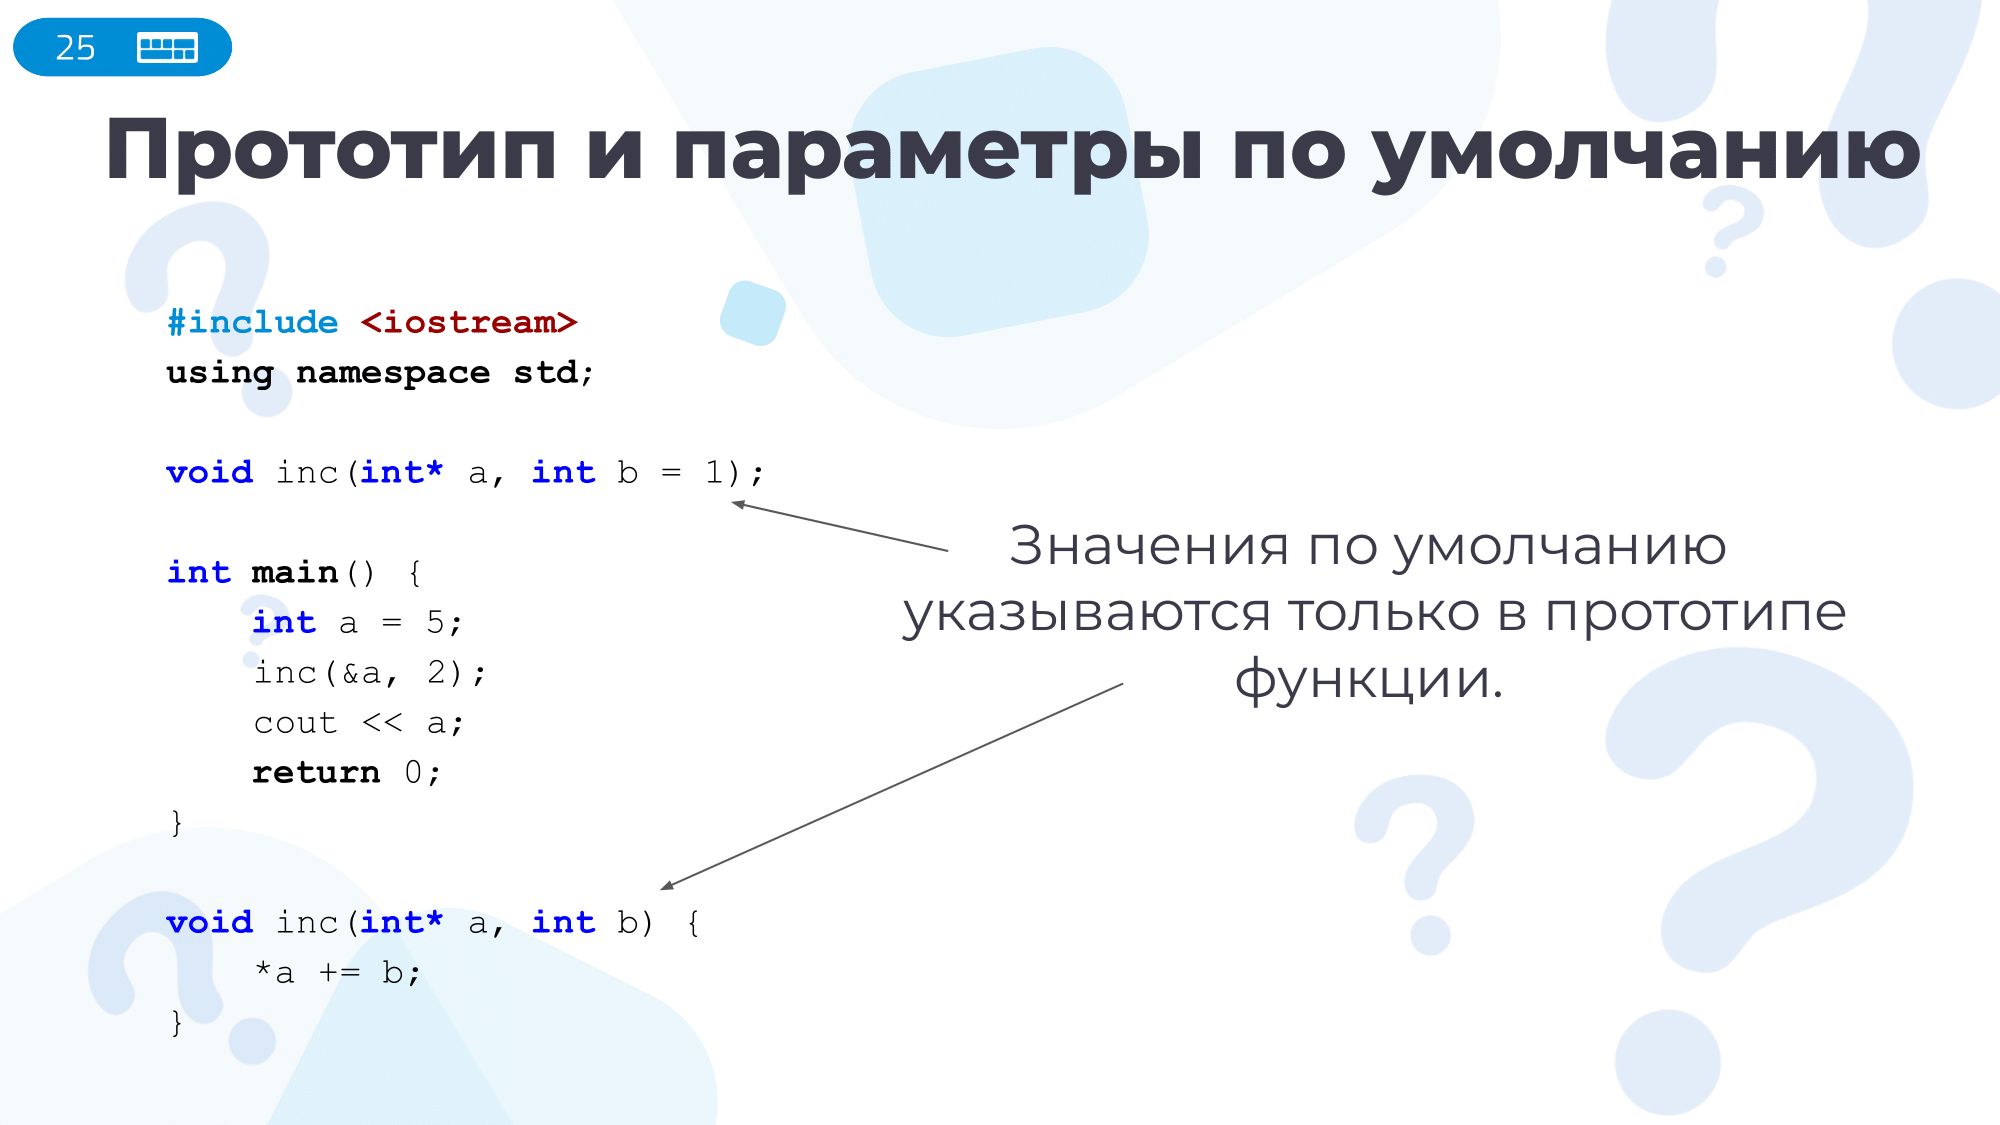 25
Прототип и параметры по умолчанию
#include <iostream>
using namespace std;
void inc(int* a, int b = 1);
int main() {
    int a = 5;
    inc(&a, 2);
    cout << a;
    return 0;
}
void inc(int* a, int b) {
    *a += b;
}
Значения по умолчанию
указываются только в прототипе
функции.